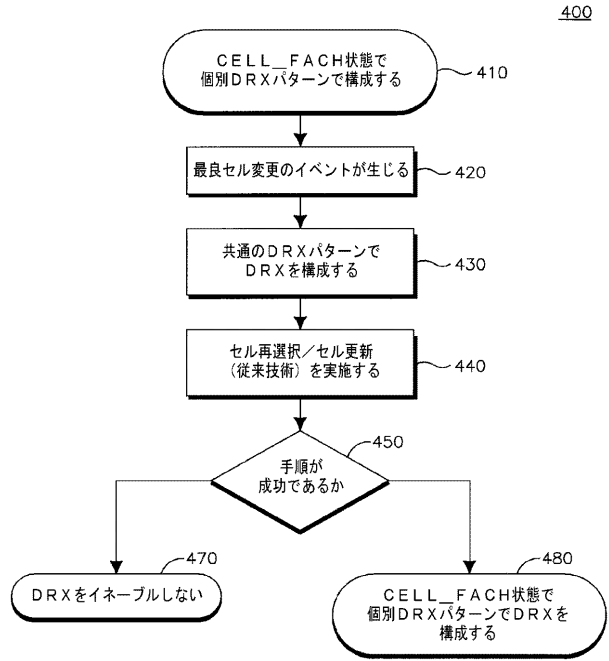 400
CELL_FACH状態で
個別DRXパターンで構成する
410
最良セル変更のイベントが生じる
420
共通のDRXパターンで
DRXを構成する
430
セル再選択/セル更新
(従来技術)を実施する
440
450
手順が
成功であるか
470
DRXをイネーブルしない
480
CELL_FACH状態で
個別DRXパターンでDRXを
構成する